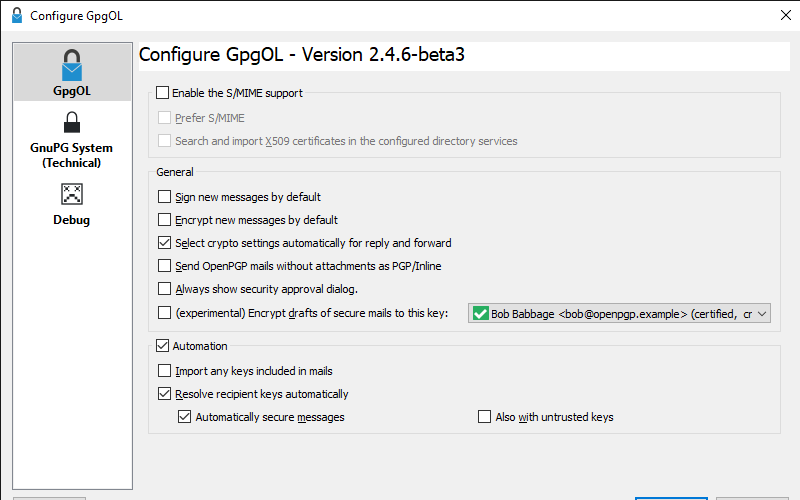 Configure GpgOL
Configure GpgOL - Version 2.4.6-beta3
GpgOL
GnuPG System
(Technical)
Debug
Enable the S/MIME support
Prefer S/MIME
Search and import X509 certificates in the configured directory services
General
Sign new messages by default
Encrypt new messages by default
Select crypto settings automatically for reply and forward
Send OpenPGP mails without attachments as PGP/Inline
Always show security approval dialog.
(experimental) Encrypt drafts of secure mails to this key:
Bob Babbage <bob@openpgp.example> (certified, cr
Automation
Import any keys included in mails
Resolve recipient keys automatically
Automatically secure messages
Also with untrusted keys